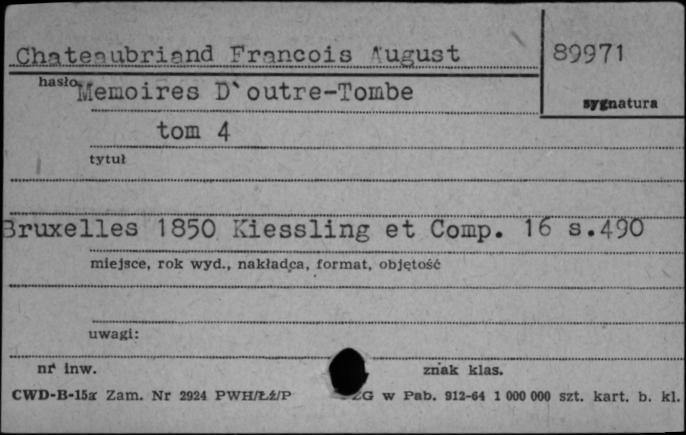 Chateaubriand Francois August
89971
hasło
Memoires D`outre-Tombe
sygnatura
tom 4
tytuł
Bruxelles 1850 Kiessling et Comp. 16 s.490
miejsce, rok wyd., nakładca, format, objętość
uwagi:
nr inw.
znak klas.
CWD-B-15a Zam. Nr 2924 PWH/Łź/P ZG w Pab. 912-64 1 000 000 szt. kart. b. kl.